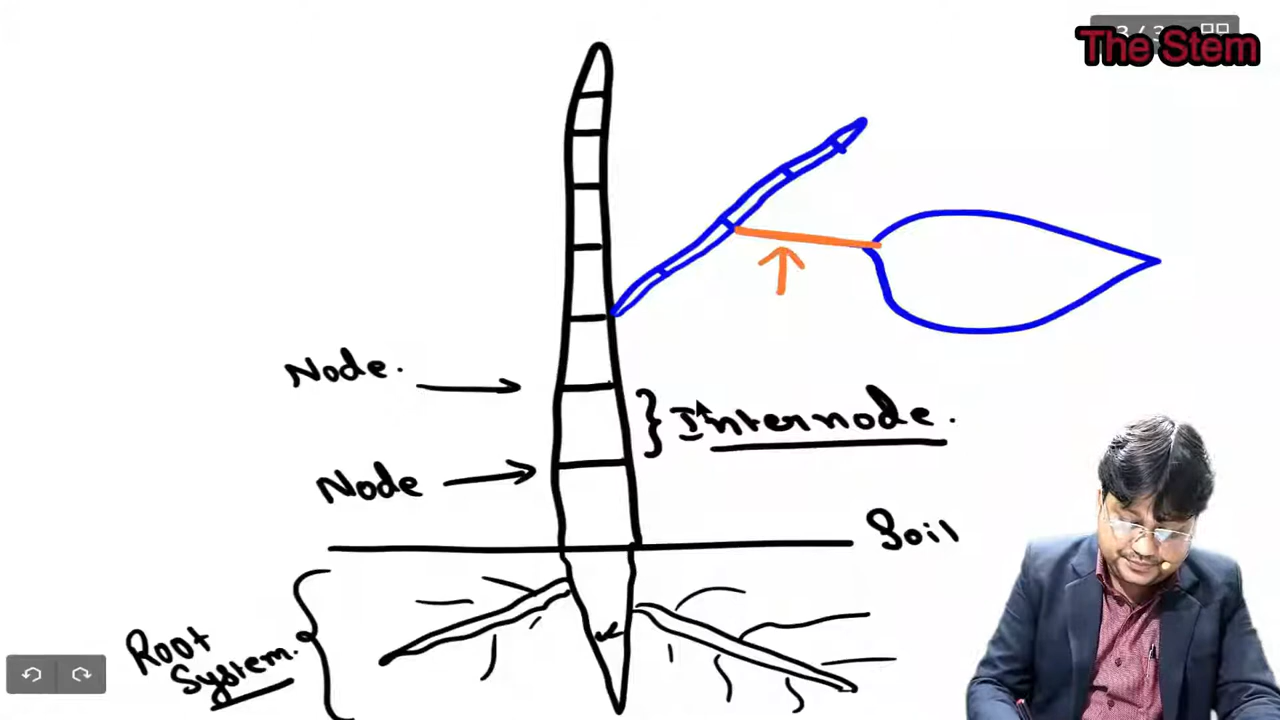 The Stem
Node.
Internode.
Node
Soil
Root
System.